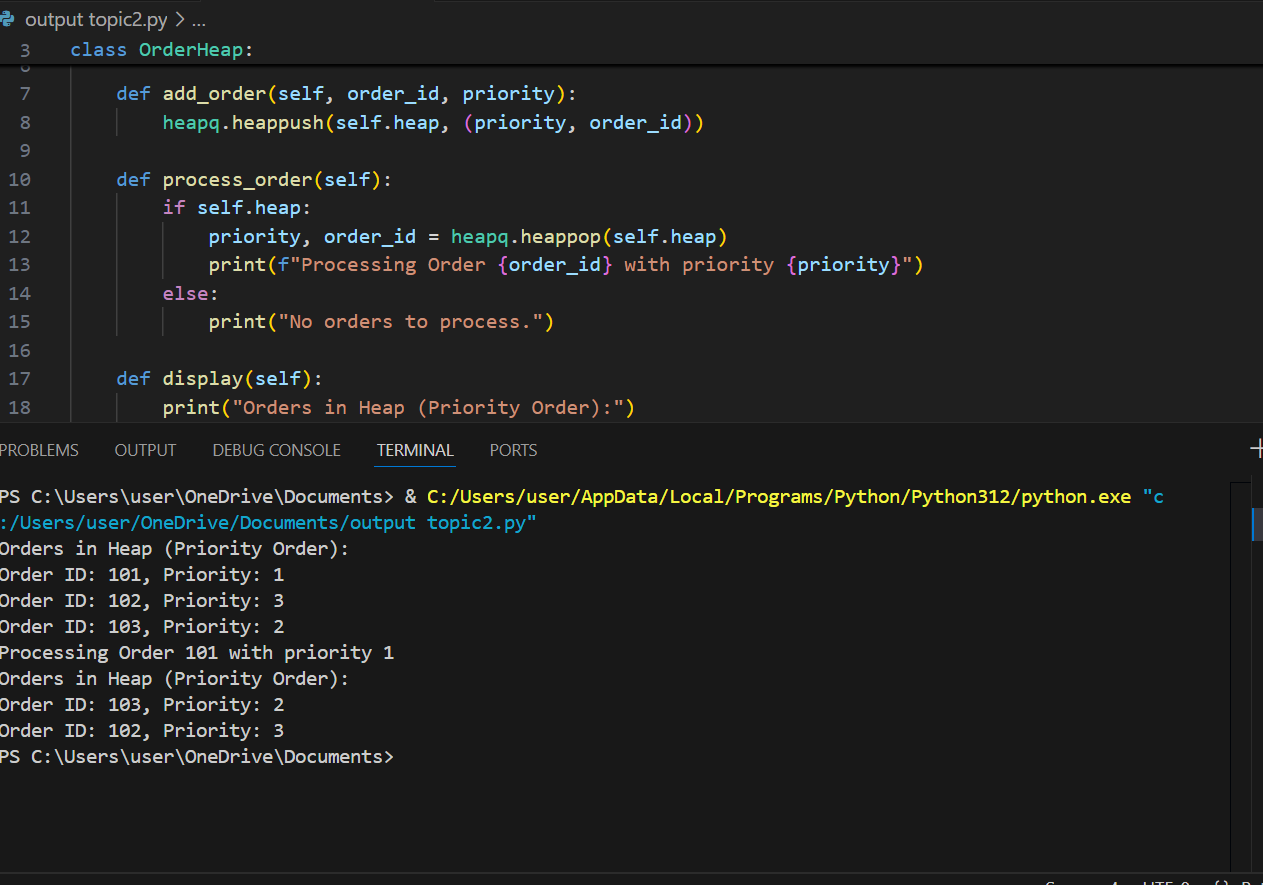 output topic2.py > ...
3 class OrderHeap:
7 def add_order(self, order_id, priority):
8 heapq.heappush(self.heap, (priority, order_id))
9
10 def process_order(self):
11 if self.heap:
12 priority, order_id = heapq.heappop(self.heap)
13 print(f"Processing Order {order_id} with priority {priority}")
14 else:
15 print("No orders to process.")
16
17 def display(self):
18 print("Orders in Heap (Priority Order):")
PROBLEMS OUTPUT DEBUG CONSOLE TERMINAL PORTS
PS C:\Users\user\OneDrive\Documents> & C:/Users/user/AppData/Local/Programs/Python/Python312/python.exe "c
:/Users/user/OneDrive/Documents/output topic2.py"
Orders in Heap (Priority Order):
Order ID: 101, Priority: 1
Order ID: 102, Priority: 3
Order ID: 103, Priority: 2
Processing Order 101 with priority 1
Orders in Heap (Priority Order):
Order ID: 103, Priority: 2
Order ID: 102, Priority: 3
PS C:\Users\user\OneDrive\Documents>